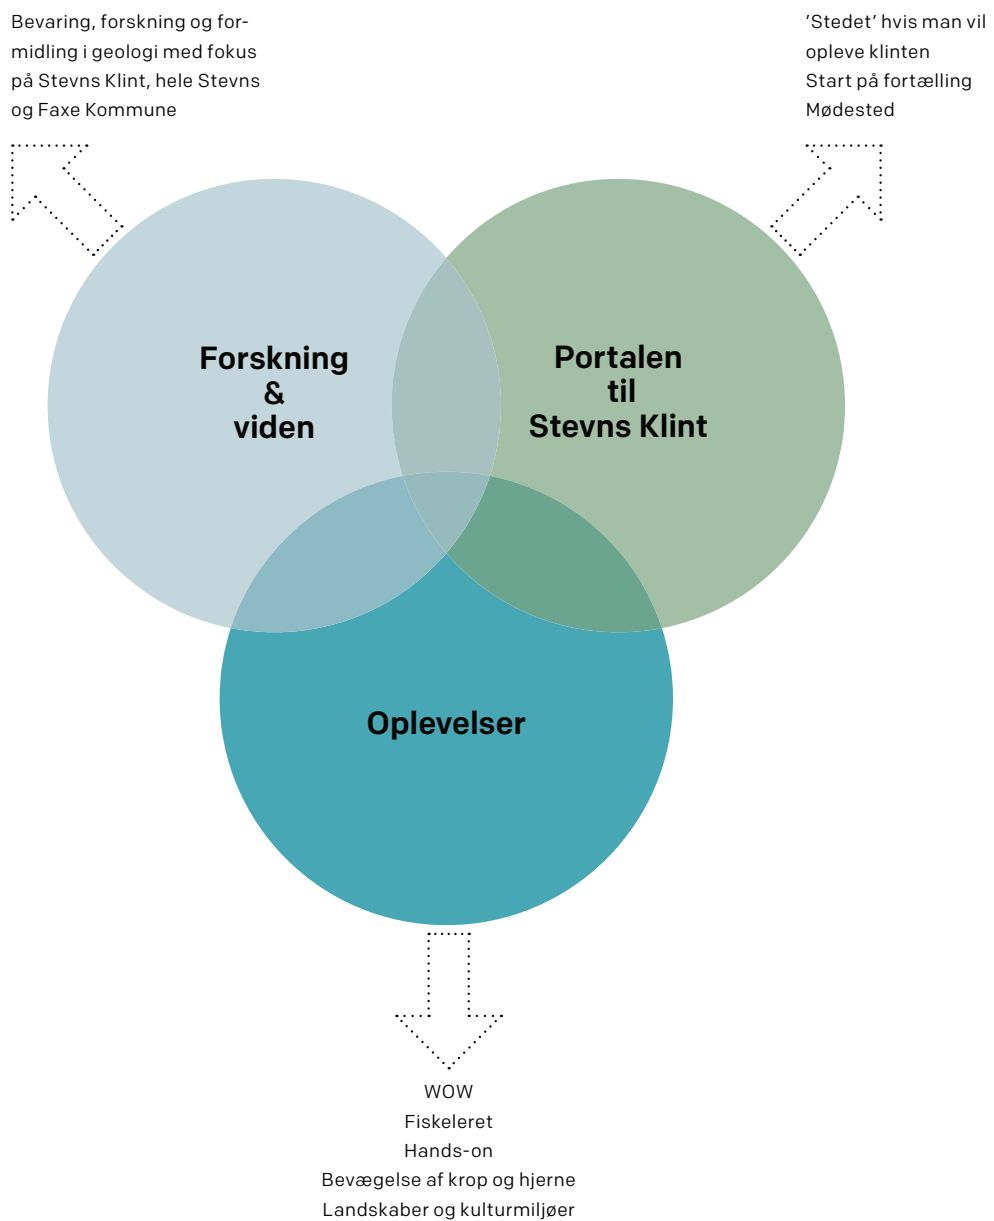 Bevaring, forskning og for-
midling i geologi med fokus
på Stevns Klint, hele Stevns
og Faxe Kommune
’Stedet’ hvis man vil
opleve klinten
Start på fortælling
Mødested
Forskning
&
viden
Portalen
til
Stevns Klint
Oplevelser
WOW
Fiskeleret
Hands-on
Bevægelse af krop og hjerne
Landskaber og kulturmiljøer